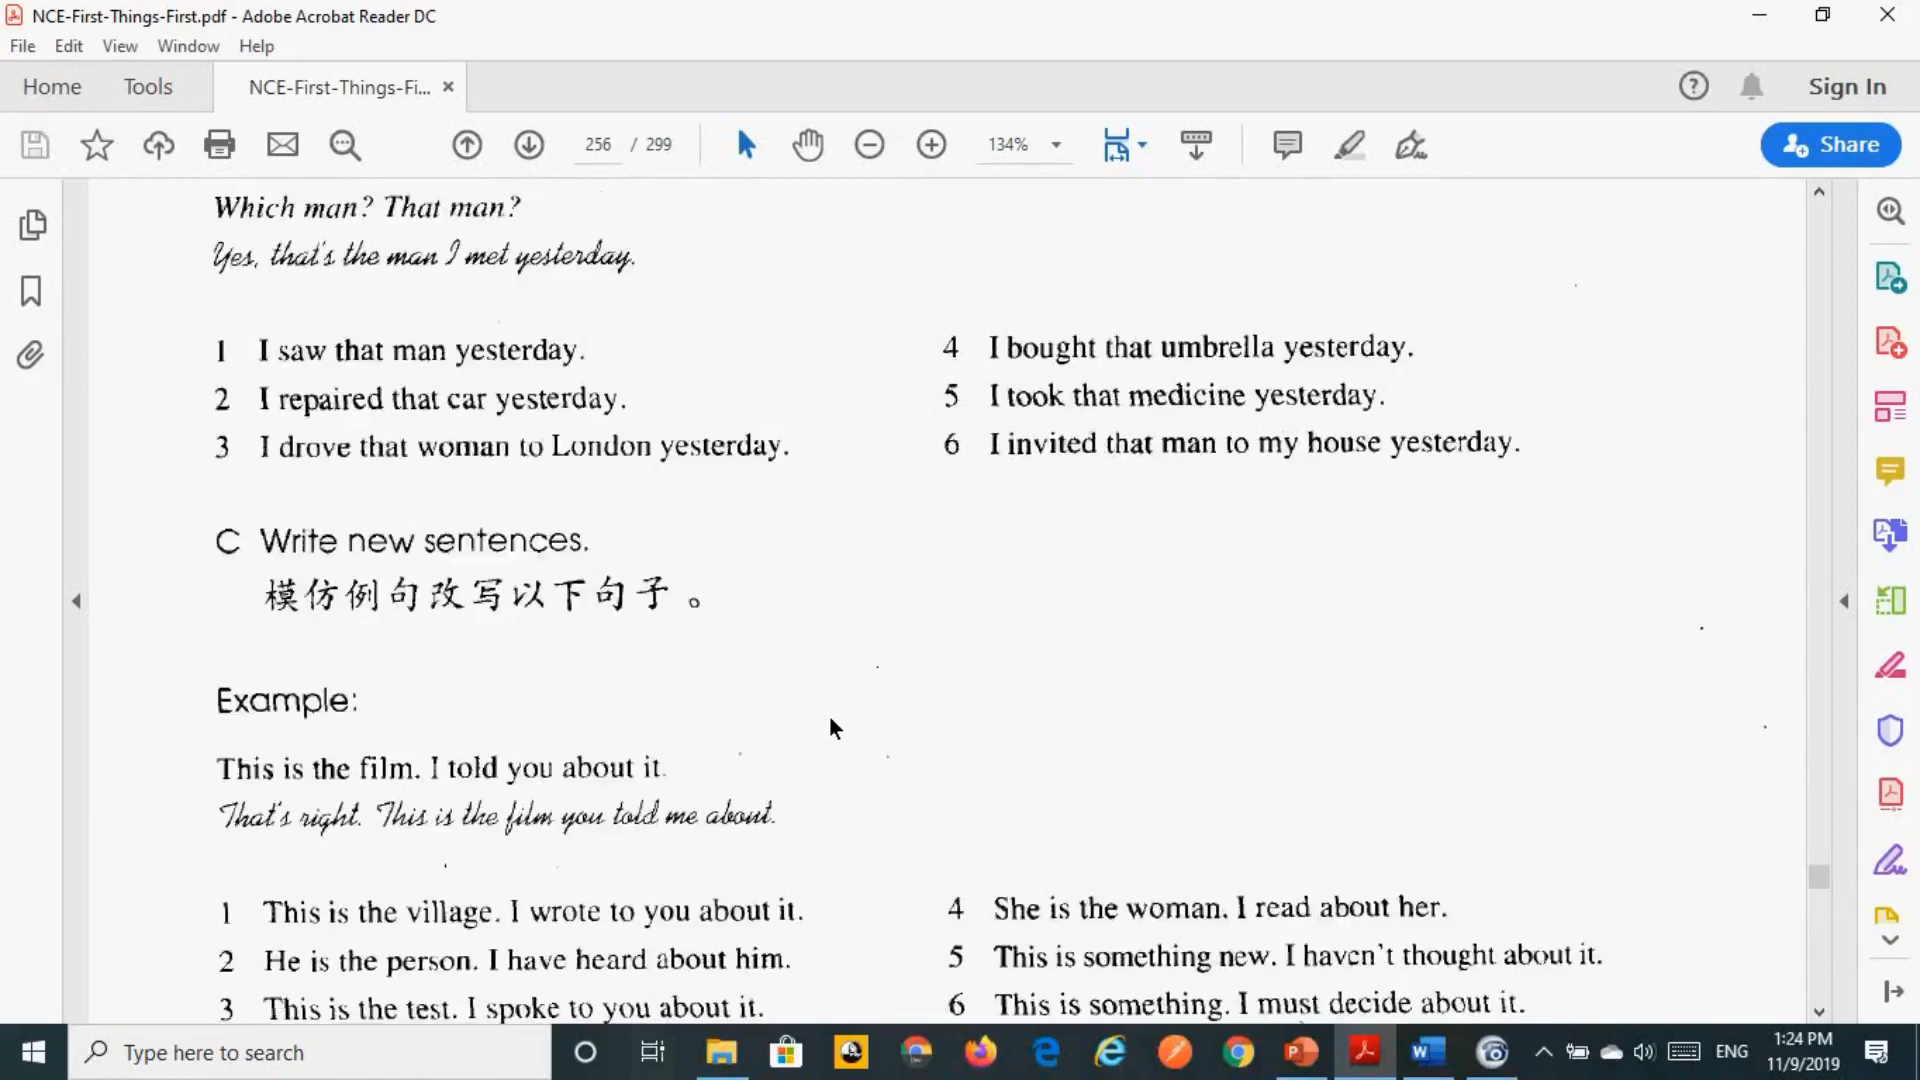 NCE-First-Things-First.pdf - Adobe Acrobat Reader DC
File Edit View Window Help
Home Tools NCE-First-Things-Fi... × Sign In
256 / 299 134% Share
Which man? That man?
Yes, that's the man I met yesterday.
1 I saw that man yesterday.
2 I repaired that car yesterday.
3 I drove that woman to London yesterday.
4 I bought that umbrella yesterday.
5 I took that medicine yesterday.
6 I invited that man to my house yesterday.
C Write new sentences.
模仿例句改写以下句子。
Example:
This is the film. I told you about it.
That's right. This is the film you told me about.
1 This is the village. I wrote to you about it.
2 He is the person. I have heard about him.
3 This is the test. I spoke to you about it.
4 She is the woman. I read about her.
5 This is something new. I haven't thought about it.
6 This is something. I must decide about it.
Type here to search
ENG
1:24 PM
11/9/2019